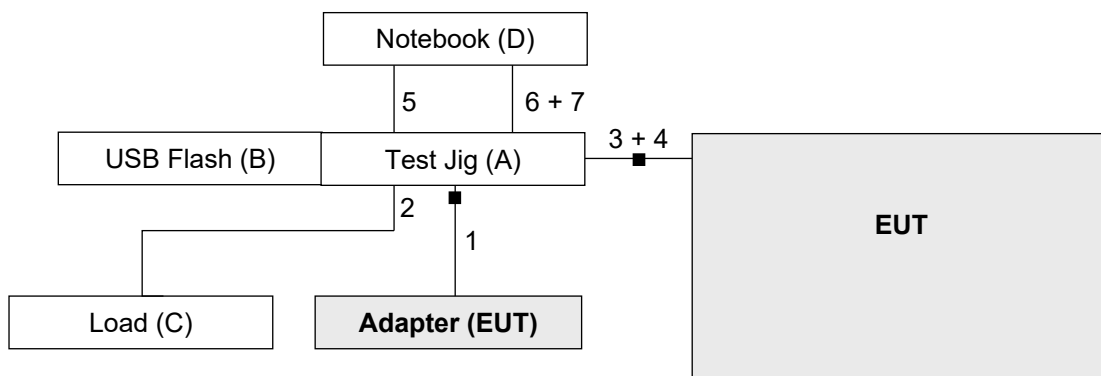 Notebook (D)
5
6 + 7
3 + 4
USB Flash (B)
Test Jig (A)
2
1
EUT
Load (C)
Adapter (EUT)